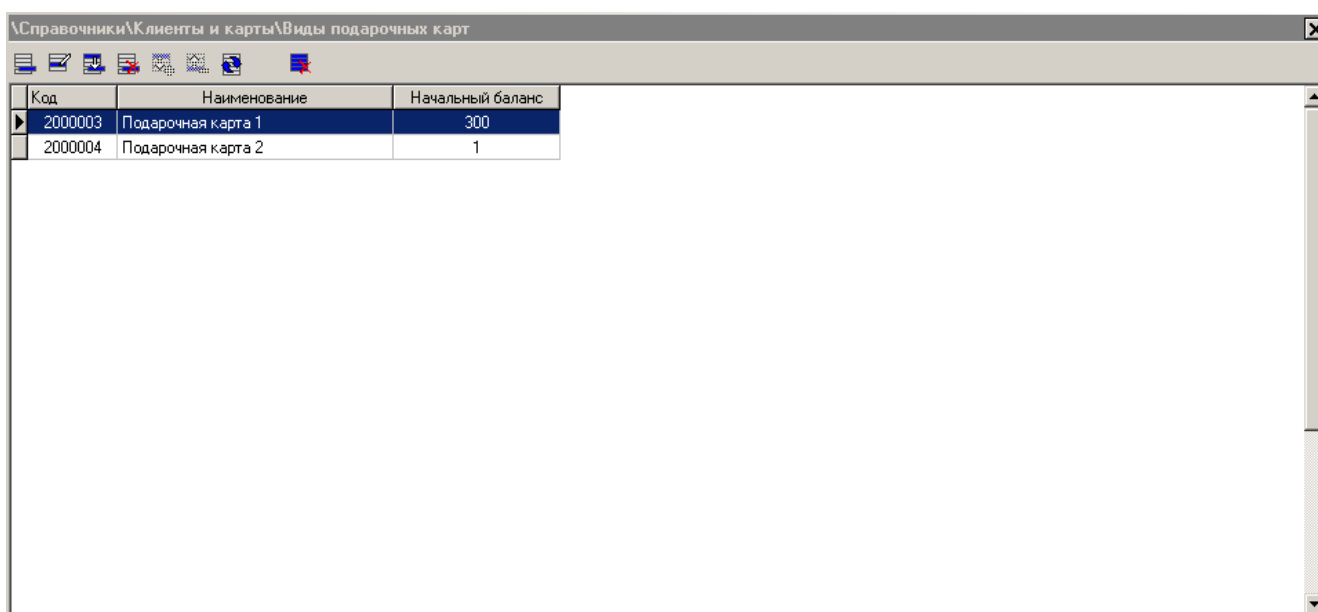 \Справочники\Клиенты и карты\Виды подарочных карт
Код Наименование Начальный баланс
2000003 Подарочная карта 1 300
2000004 Подарочная карта 2 1